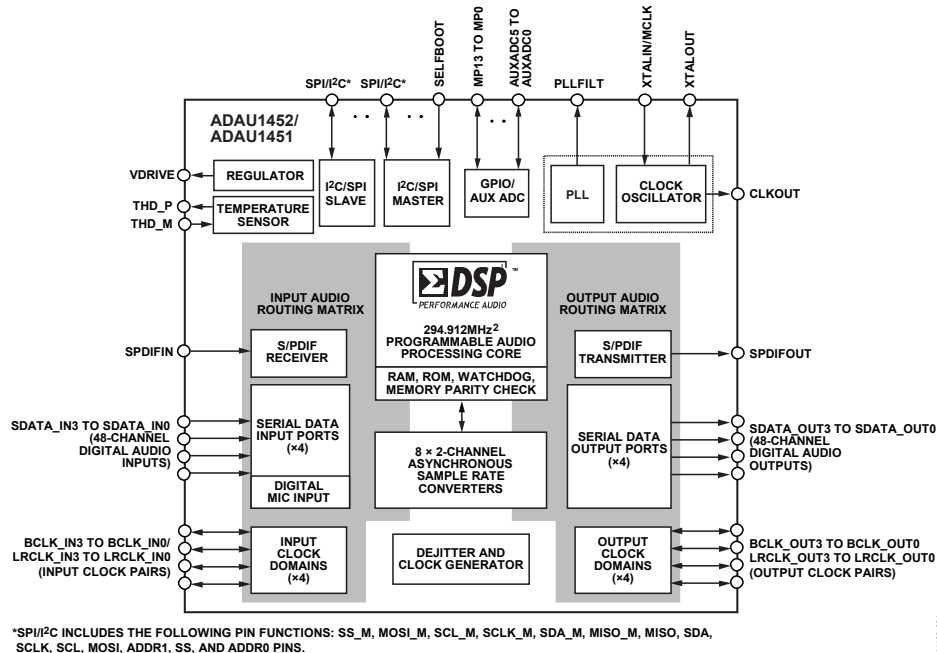 SPI/I2C*
SPI/I2C*
SELFBOOT
MP13 TO MP0
AUXADC5 TO
AUXADC0
PLLFILT
XTALIN/MCLK
XTALOUT
ADAU1452/
ADAU1451
VDRIVE
REGULATOR
THD_P
THD_M
TEMPERATURE
SENSOR
I2C/SPI
SLAVE
I2C/SPI
MASTER
GPIO/
AUX ADC
PLL
CLOCK
OSCILLATOR
CLKOUT
INPUT AUDIO
ROUTING MATRIX
ΣDSP™
PERFORMANCE AUDIO
294.912MHz2
PROGRAMMABLE AUDIO
PROCESSING CORE
RAM, ROM, WATCHDOG,
MEMORY PARITY CHECK
OUTPUT AUDIO
ROUTING MATRIX
SPDIFIN
S/PDIF
RECEIVER
S/PDIF
TRANSMITTER
SPDIFOUT
SDATA_IN3 TO SDATA_IN0
(48-CHANNEL
DIGITAL AUDIO
INPUTS)
SERIAL DATA
INPUT PORTS
(×4)
DIGITAL
MIC INPUT
8 × 2-CHANNEL
ASYNCHRONOUS
SAMPLE RATE
CONVERTERS
SERIAL DATA
OUTPUT PORTS
(×4)
SDATA_OUT3 TO SDATA_OUT0
(48-CHANNEL
DIGITAL AUDIO
OUTPUTS)
BCLK_IN3 TO BCLK_IN0/
LRCLK_IN3 TO LRCLK_IN0
(INPUT CLOCK PAIRS)
INPUT
CLOCK
DOMAINS
(×4)
DEJITTER AND
CLOCK GENERATOR
OUTPUT
CLOCK
DOMAINS
(×4)
BCLK_OUT3 TO BCLK_OUT0
LRCLK_OUT3 TO LRCLK_OUT0
(OUTPUT CLOCK PAIRS)
*SPI/I2C INCLUDES THE FOLLOWING PIN FUNCTIONS: SS_M, MOSI_M, SCL_M, SCLK_M, SDA_M, MISO_M, MISO, SDA,
SCLK, SCL, MOSI, ADDR1, SS, AND ADDR0 PINS.